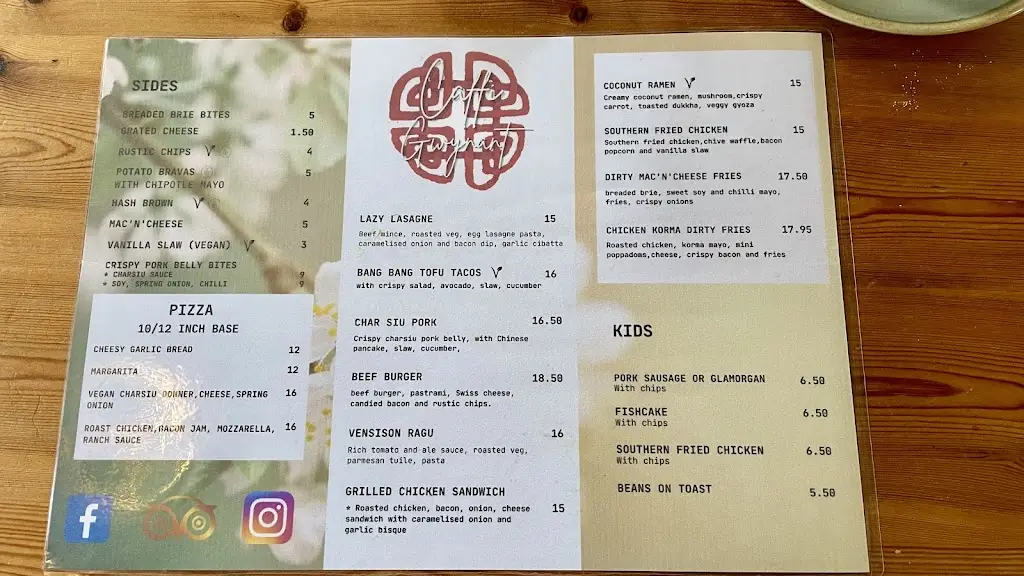 SIDES
BREADED BRIE BITES 5
GRATED CHEESE 1.50
RUSTIC CHIPS 4
POTATO BRAVAS 5
WITH CHIPOTLE MAYO
HASH BROWN 4
MAC'N'CHEESE 5
VANILLA SLAW (VEGAN) 3
CRISPY PORK BELLY BITES
* CHARSIU SAUCE 9
* SOY, SPRING ONION, CHILLI 9
PIZZA
10/12 INCH BASE
CHEESY GARLIC BREAD 12
MARGARITA 12
VEGAN CHARSIU DONNER,CHEESE,SPRING 16
ONION
ROAST CHICKEN,BACON JAM, MOZZARELLA, 16
RANCH SAUCE
Caffi
Gwynant
LAZY LASAGNE 15
Beef mince, roasted veg, egg lasagne pasta,
caramelised onion and bacon dip, garlic cibatta
BANG BANG TOFU TACOS 16
with crispy salad, avocado, slaw, cucumber
CHAR SIU PORK 16.50
Crispy charsiu pork belly, with Chinese
pancake, slaw, cucumber,
BEEF BURGER 18.50
beef burger, pastrami, Swiss cheese,
candied bacon and rustic chips.
VENSISON RAGU 16
Rich tomato and ale sauce, roasted veg,
parmesan tuile, pasta
GRILLED CHICKEN SANDWICH
* Roasted chicken, bacon, onion, cheese 15
sandwich with caramelised onion and
garlic bisque
COCONUT RAMEN 15
Creamy coconut ramen, mushroom,crispy
carrot, toasted dukkha, veggy gyoza
SOUTHERN FRIED CHICKEN 15
Southern fried chicken,chive waffle,bacon
popcorn and vanilla slaw
DIRTY MAC'N'CHEESE FRIES 17.50
breaded brie, sweet soy and chilli mayo,
fries, crispy onions
CHICKEN KORMA DIRTY FRIES 17.95
Roasted chicken, korma mayo, mini
poppadoms,cheese, crispy bacon and fries
KIDS
PORK SAUSAGE OR GLAMORGAN 6.50
With chips
FISHCAKE 6.50
With chips
SOUTHERN FRIED CHICKEN 6.50
With chips
BEANS ON TOAST 5.50